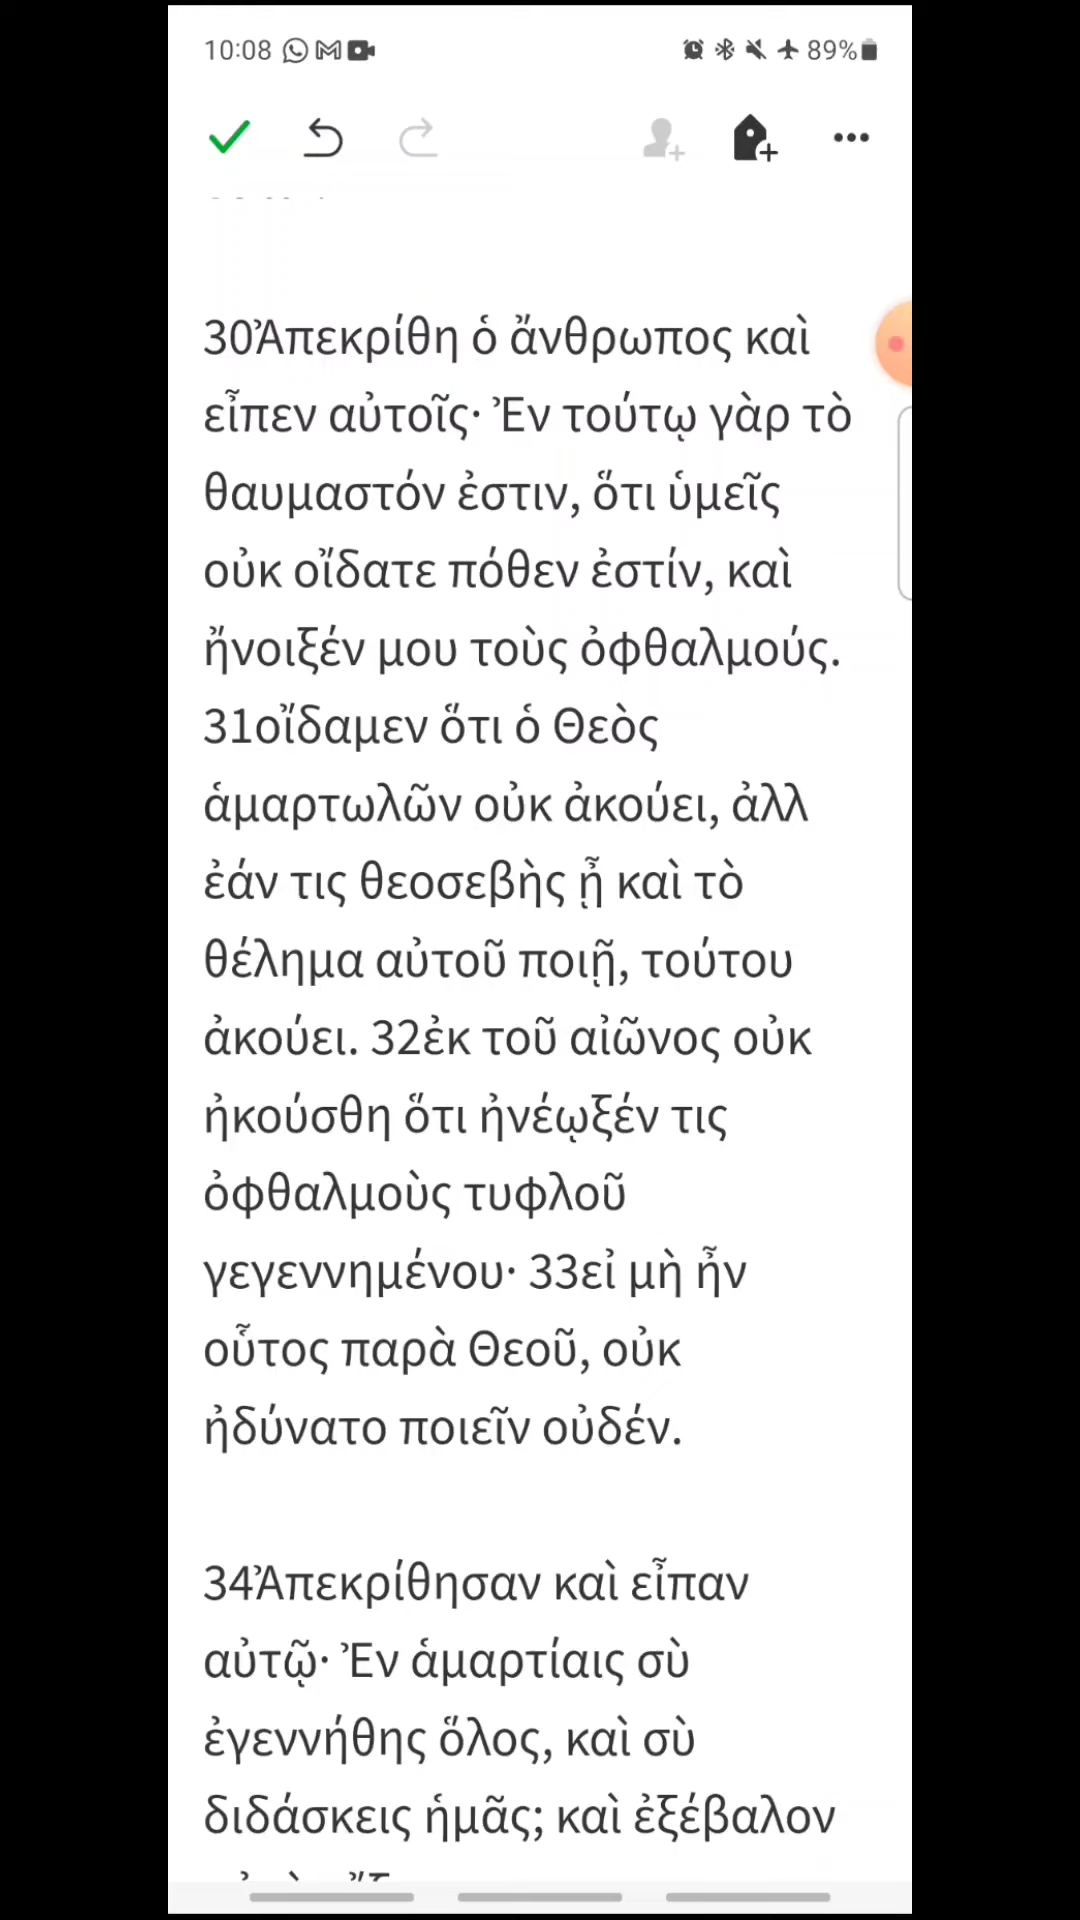 10:08
89%
30Ἀπεκρίθη ὁ ἄνθρωπος καὶ
εἶπεν αὐτοῖς· Ἐν τούτῳ γὰρ τὸ
θαυμαστόν ἐστιν, ὅτι ὑμεῖς
οὐκ οἴδατε πόθεν ἐστίν, καὶ
ἤνοιξέν μου τοὺς ὀφθαλμούς.
31οἴδαμεν ὅτι ὁ Θεὸς
ἁμαρτωλῶν οὐκ ἀκούει, ἀλλ
ἐάν τις θεοσεβὴς ᾖ καὶ τὸ
θέλημα αὐτοῦ ποιῇ, τούτου
ἀκούει. 32ἐκ τοῦ αἰῶνος οὐκ
ἠκούσθη ὅτι ἠνέῳξέν τις
ὀφθαλμοὺς τυφλοῦ
γεγεννημένου· 33εἰ μὴ ἦν
οὗτος παρὰ Θεοῦ, οὐκ
ἠδύνατο ποιεῖν οὐδέν.
34Ἀπεκρίθησαν καὶ εἶπαν
αὐτῷ· Ἐν ἁμαρτίαις σὺ
ἐγεννήθης ὅλος, καὶ σὺ
διδάσκεις ἡμᾶς; καὶ ἐξέβαλον